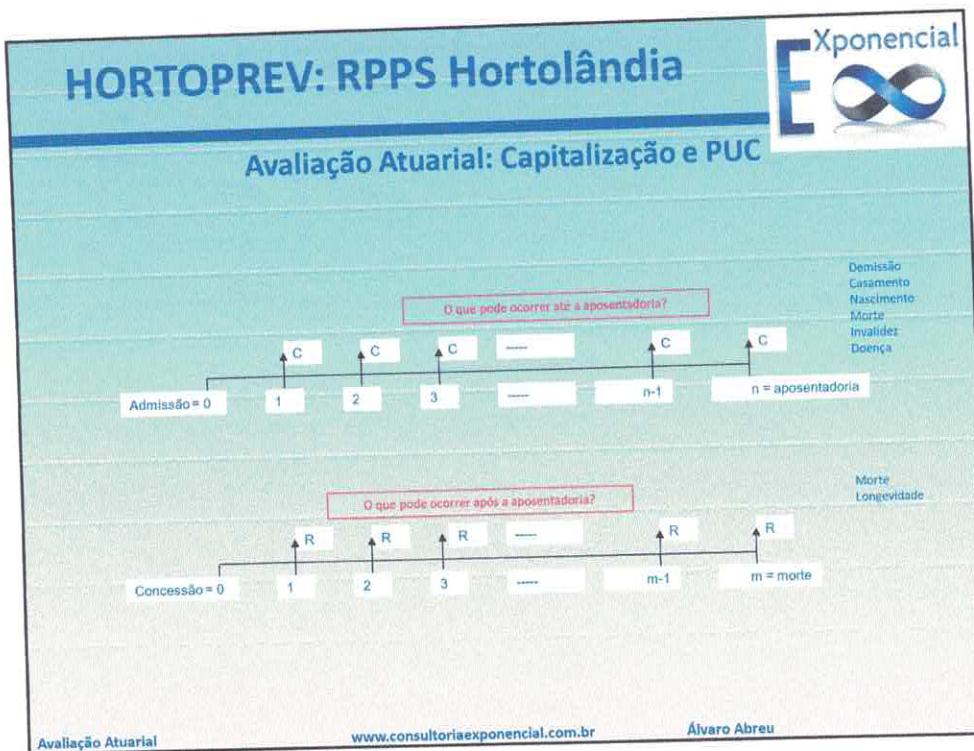 HORTOPREV: RPPS Hortolândia
EXponencial
Avaliação Atuarial: Capitalização e PUC
Demissão
Casamento
Nascimento
Morte
Invalidez
Doença
O que pode ocorrer até a aposentadoria?
C C C ----- C C
Admissão = 0 1 2 3 ----- n-1 n = aposentadoria
Morte
Longevidade
O que pode ocorrer após a aposentadoria?
R R R ----- R R
Concessão = 0 1 2 3 ----- m-1 m = morte
Avaliação Atuarial www.consultoriaexponencial.com.br Álvaro Abreu